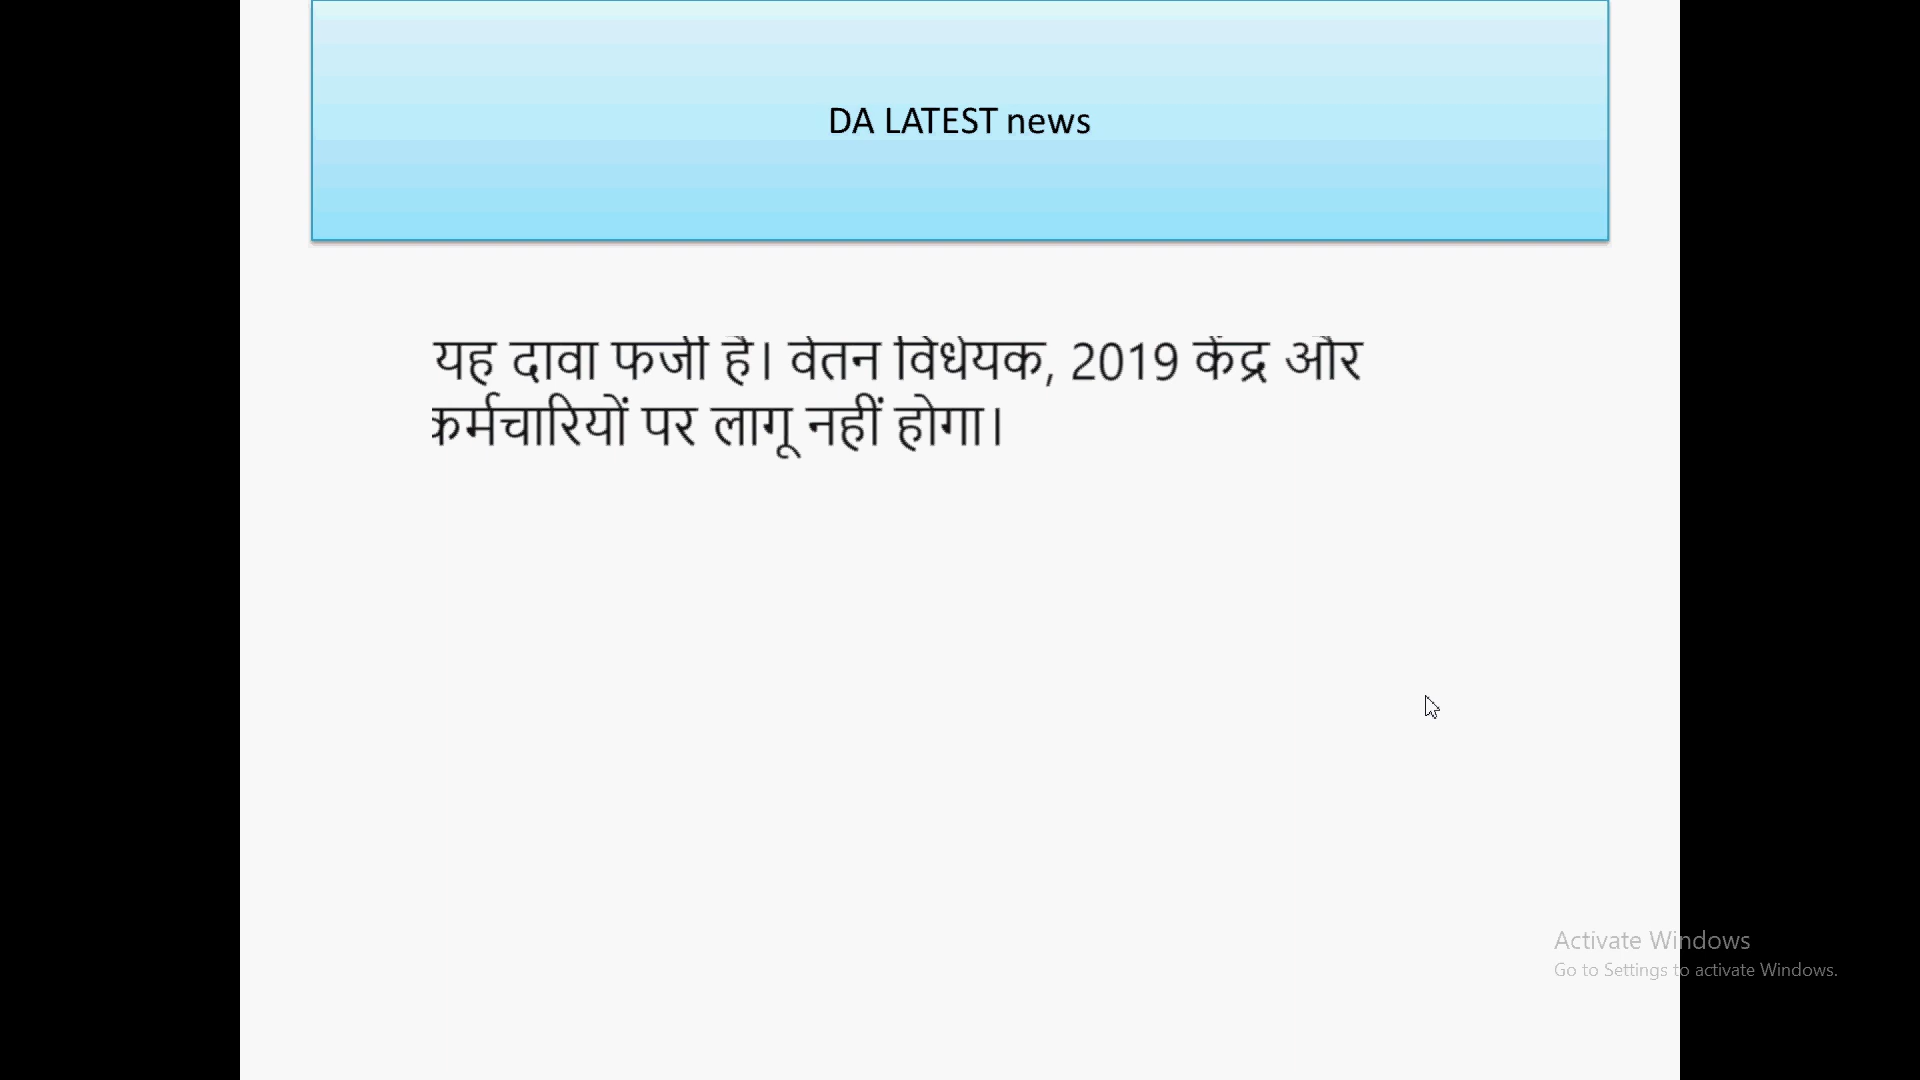 DA LATEST news
यह दावा फर्जी है। वेतन विधेयक, 2019 केंद्र और
कर्मचारियों पर लागू नहीं होगा।
Activate Windows
Go to Settings to activate Windows.